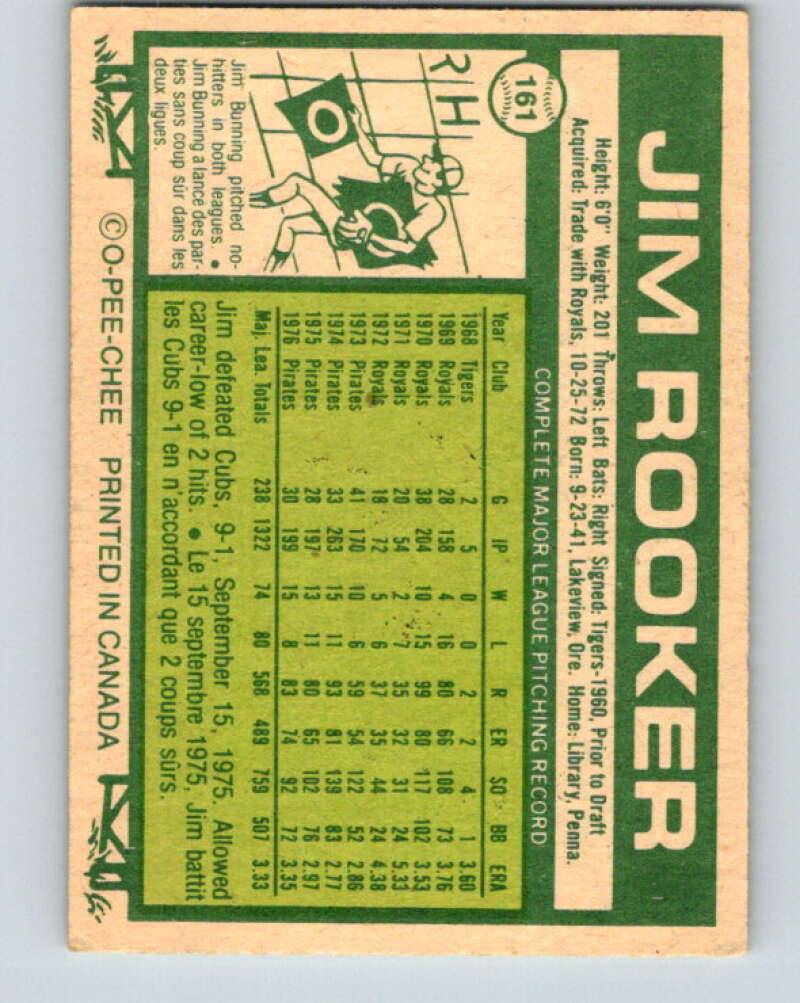 161
JIM ROOKER
Height: 6'0" Weight: 201 Throws: Left Bats: Right Signed: Tigers-1960, Prior to Draft
Acquired: Trade with Royals, 10-25-72 Born: 9-23-41, Lakeview, Ore. Home: Library, Penna.
R H
Jim Bunning pitched no-
hitters in both leagues. •
Jim Bunning a lancé des par-
ties sans coup sûr dans les
deux ligues.
COMPLETE MAJOR LEAGUE PITCHING RECORD
Year Club G IP W L R ER SO BB ERA
1968 Tigers 2 5 0 0 2 2 4 1 3.60
1969 Royals 28 158 4 16 80 66 108 73 3.76
1970 Royals 38 204 10 15 99 80 117 102 3.53
1971 Royals 20 54 2 7 35 32 31 24 5.33
1972 Royals 18 72 5 6 37 35 44 24 4.38
1973 Pirates 41 170 10 6 59 54 122 52 2.86
1974 Pirates 33 263 15 11 93 81 139 83 2.77
1975 Pirates 28 197 13 11 80 65 102 76 2.97
1976 Pirates 30 199 15 8 83 74 92 72 3.35
Maj. Lea. Totals 238 1322 74 80 568 489 759 507 3.33
Jim defeated Cubs, 9-1, September 15, 1975. Allowed
career-low of 2 hits. • Le 15 septembre 1975, Jim battit
les Cubs 9-1 en n'accordant que 2 coups sûrs.
©O-PEE-CHEE PRINTED IN CANADA